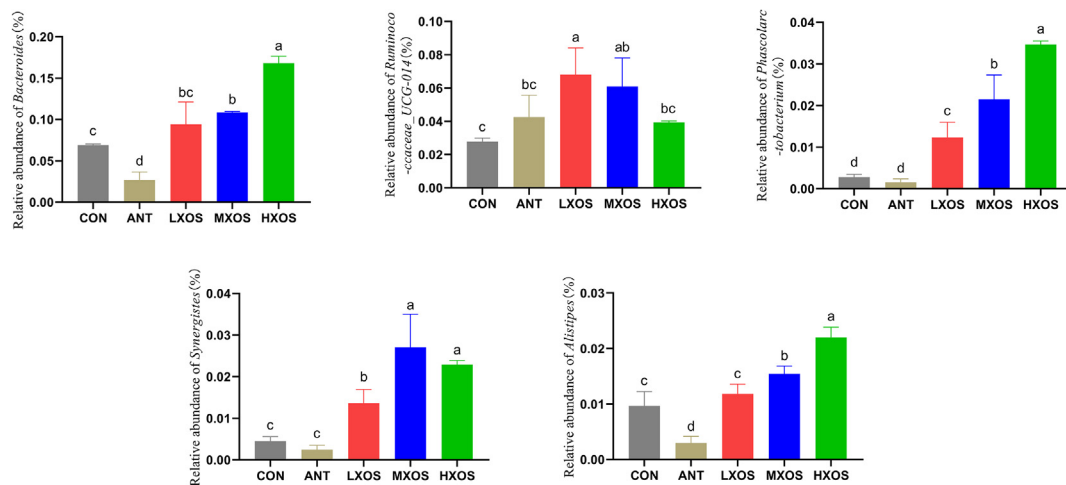 Relative abundance of Bacteroides(%)
0.20
0.15
0.10
0.05
0.00
c
d
bc
b
a
CON ANT LXOS MXOS HXOS
Relative abundance of Ruminoco
-ccaceae_UCG-014(%)
0.10
0.08
0.06
0.04
0.02
0.00
c
bc
a
ab
bc
CON ANT LXOS MXOS HXOS
Relative abundance of Phascolarc
-tobacterium(%)
0.04
0.03
0.02
0.01
0.00
d
d
c
b
a
CON ANT LXOS MXOS HXOS
Relative abundance of Synergistes(%)
0.04
0.03
0.02
0.01
0.00
c
c
b
a
a
CON ANT LXOS MXOS HXOS
Relative abundance of Alistipes(%)
0.03
0.02
0.01
0.00
c
d
c
b
a
CON ANT LXOS MXOS HXOS